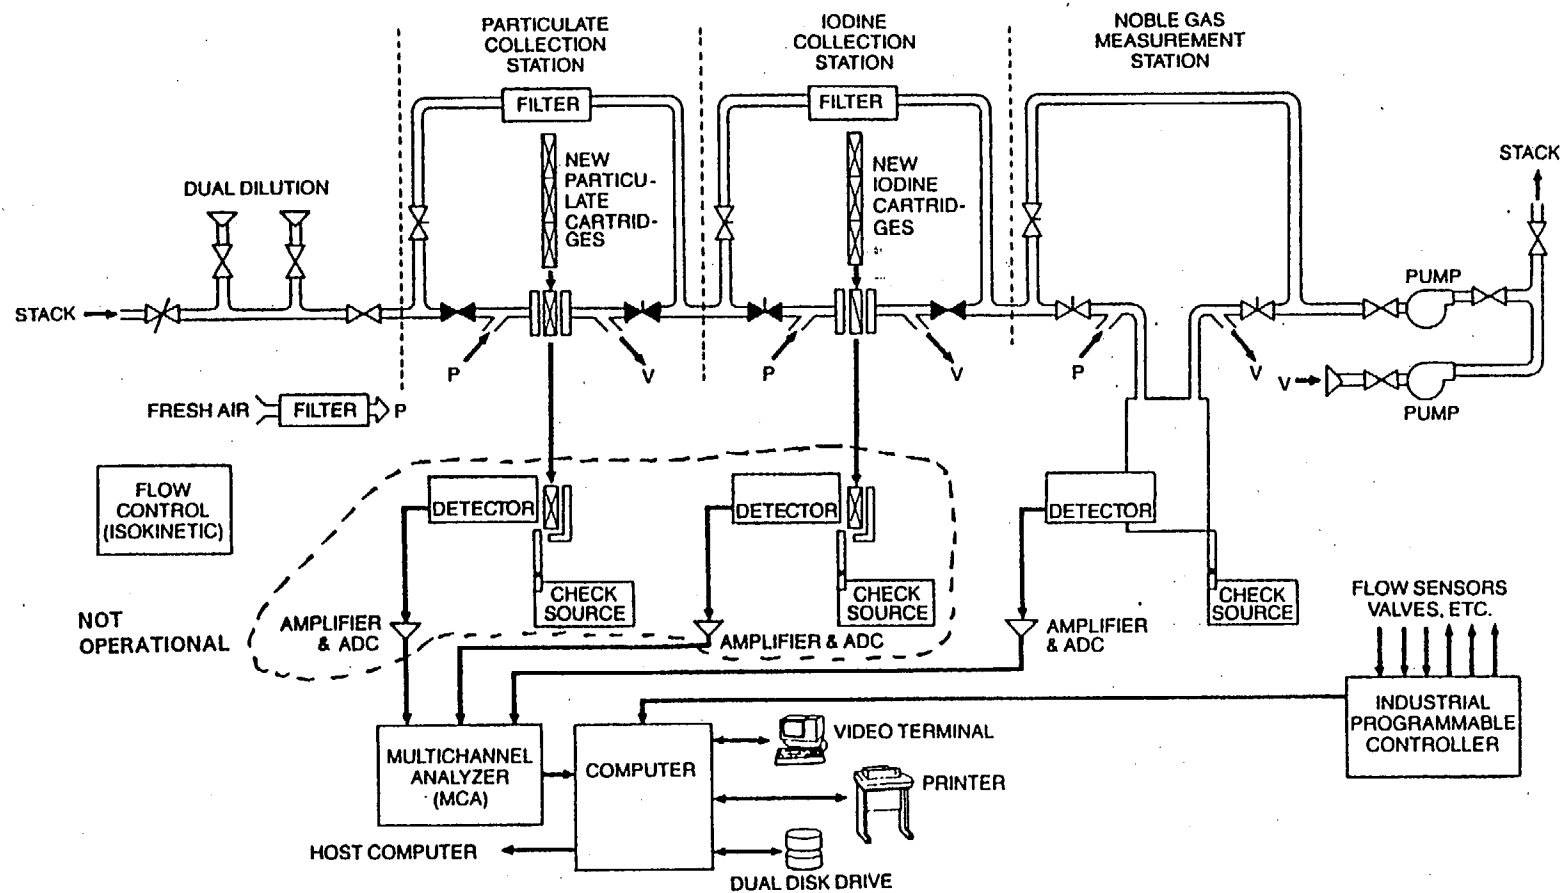 PARTICULATE
COLLECTION
STATION
IODINE
COLLECTION
STATION
NOBLE GAS
MEASUREMENT
STATION
FILTER
FILTER
NEW
PARTICU-
LATE
CARTRID-
GES
NEW
IODINE
CARTRID-
GES
STACK
DUAL DILUTION
PUMP
STACK
P
V
P
V
P
V
V
PUMP
FRESH AIR
FILTER
P
FLOW
CONTROL
(ISOKINETIC)
DETECTOR
DETECTOR
DETECTOR
CHECK
SOURCE
CHECK
SOURCE
CHECK
SOURCE
FLOW SENSORS
VALVES, ETC.
NOT
OPERATIONAL
AMPLIFIER
& ADC
AMPLIFIER & ADC
AMPLIFIER
& ADC
INDUSTRIAL
PROGRAMMABLE
CONTROLLER
MULTICHANNEL
ANALYZER
(MCA)
COMPUTER
VIDEO TERMINAL
PRINTER
HOST COMPUTER
DUAL DISK DRIVE